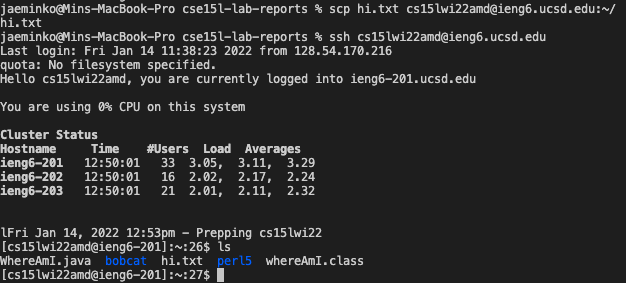 jaeminko@Mins-MacBook-Pro cse15l-lab-reports % scp hi.txt cs15lwi22amd@ieng6.ucsd.edu:~/
hi.txt
jaeminko@Mins-MacBook-Pro cse15l-lab-reports % ssh cs15lwi22amd@ieng6.ucsd.edu
Last login: Fri Jan 14 11:38:23 2022 from 128.54.170.216
quota: No filesystem specified.
Hello cs15lwi22amd, you are currently logged into ieng6-201.ucsd.edu
You are using 0% CPU on this system
Cluster Status
Hostname Time #Users Load Averages
ieng6-201 12:50:01 33 3.05, 3.11, 3.29
ieng6-202 12:50:01 16 2.02, 2.17, 2.24
ieng6-203 12:50:01 21 2.01, 2.11, 2.32
lFri Jan 14, 2022 12:53pm - Prepping cs15lwi22
[cs15lwi22amd@ieng6-201]:~:26$ ls
WhereAmI.java bobcat hi.txt perl5 whereAmI.class
[cs15lwi22amd@ieng6-201]:~:27$